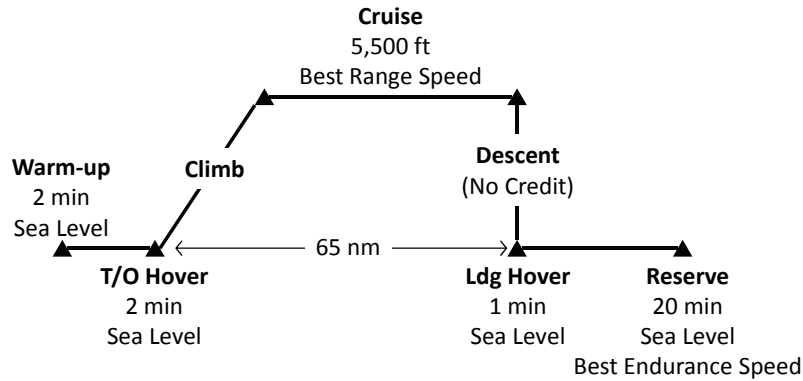 Cruise
5,500 ft
Best Range Speed
Warm-up
2 min
Sea Level
Climb
Descent
(No Credit)
65 nm
T/O Hover
2 min
Sea Level
Ldg Hover
1 min
Sea Level
Reserve
20 min
Sea Level
Best Endurance Speed